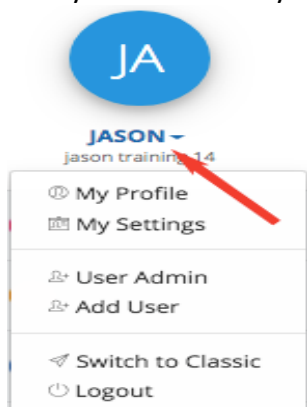 JA
JASON
jason training 14
My Profile
My Settings
User Admin
Add User
Switch to Classic
Logout